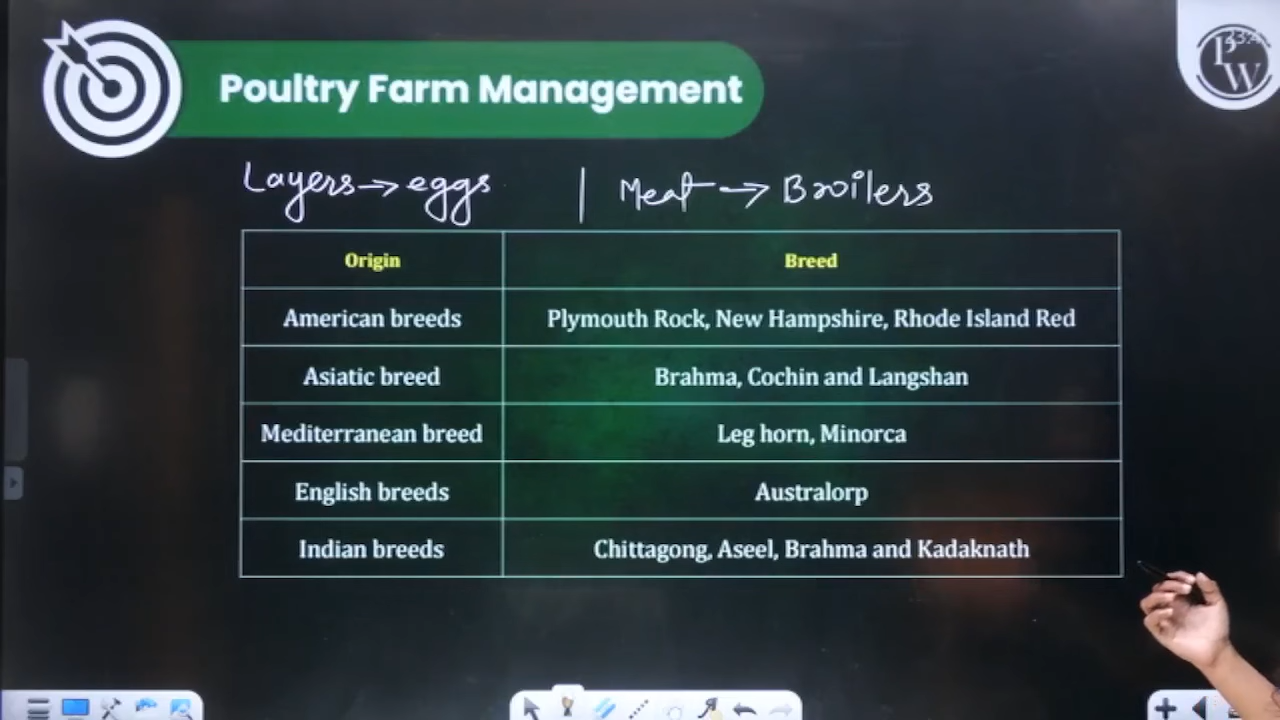 Poultry Farm Management
PW
Layers → eggs | Meat → Broilers
Origin Breed
American breeds Plymouth Rock, New Hampshire, Rhode Island Red
Asiatic breed Brahma, Cochin and Langshan
Mediterranean breed Leg horn, Minorca
English breeds Australorp
Indian breeds Chittagong, Aseel, Brahma and Kadaknath